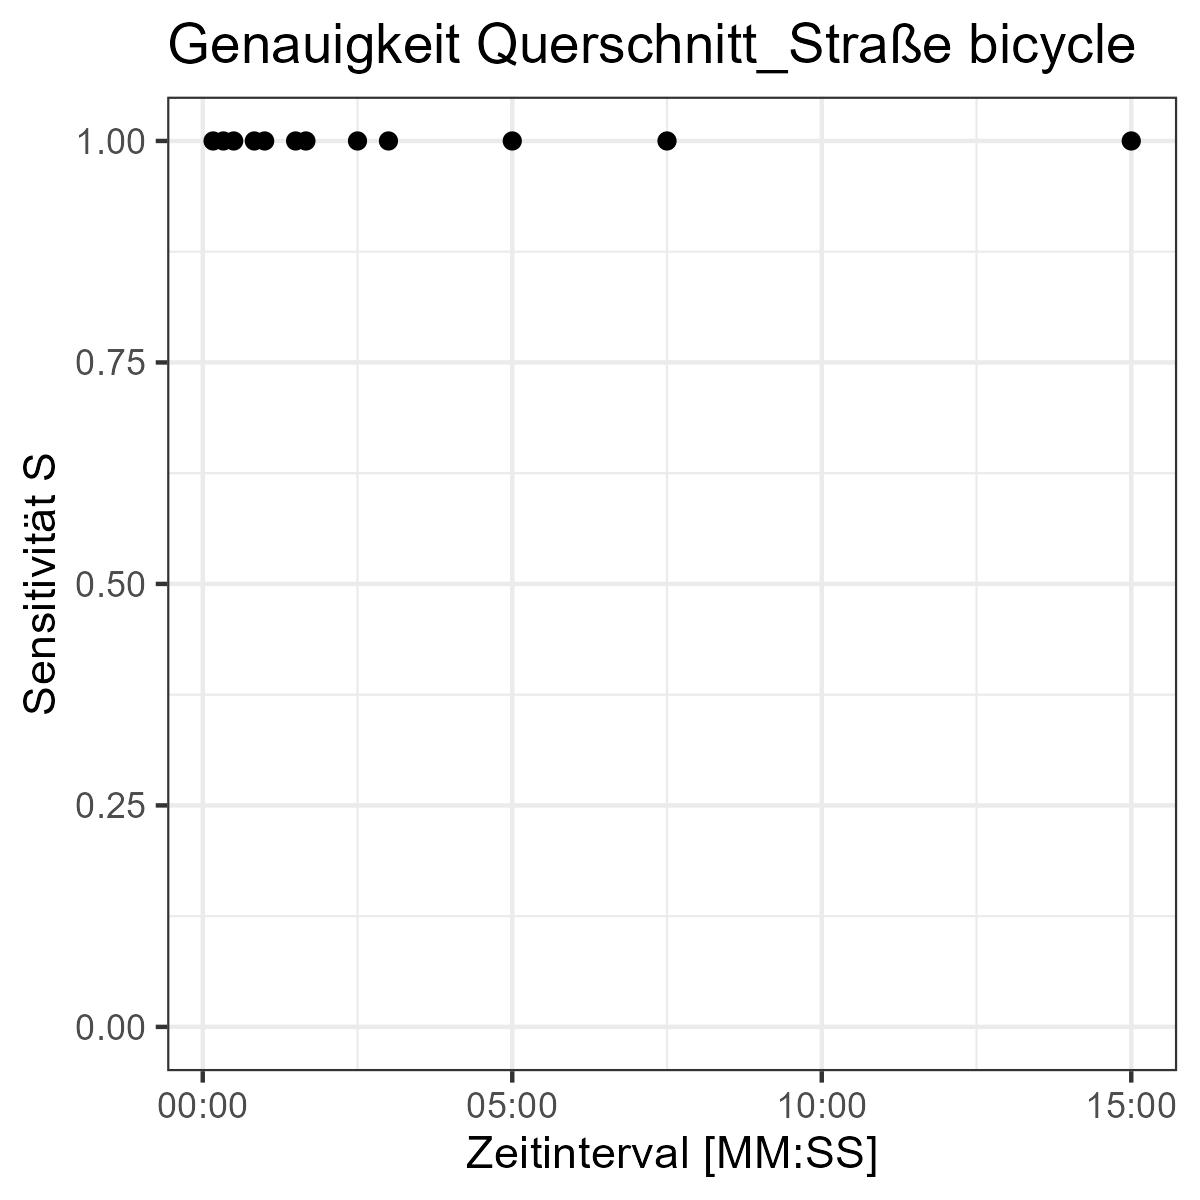 Genauigkeit Querschnitt_Straße bicycle
Sensitivität S
1.00
0.75
0.50
0.25
0.00
00:00 05:00 10:00 15:00
Zeitinterval [MM:SS]